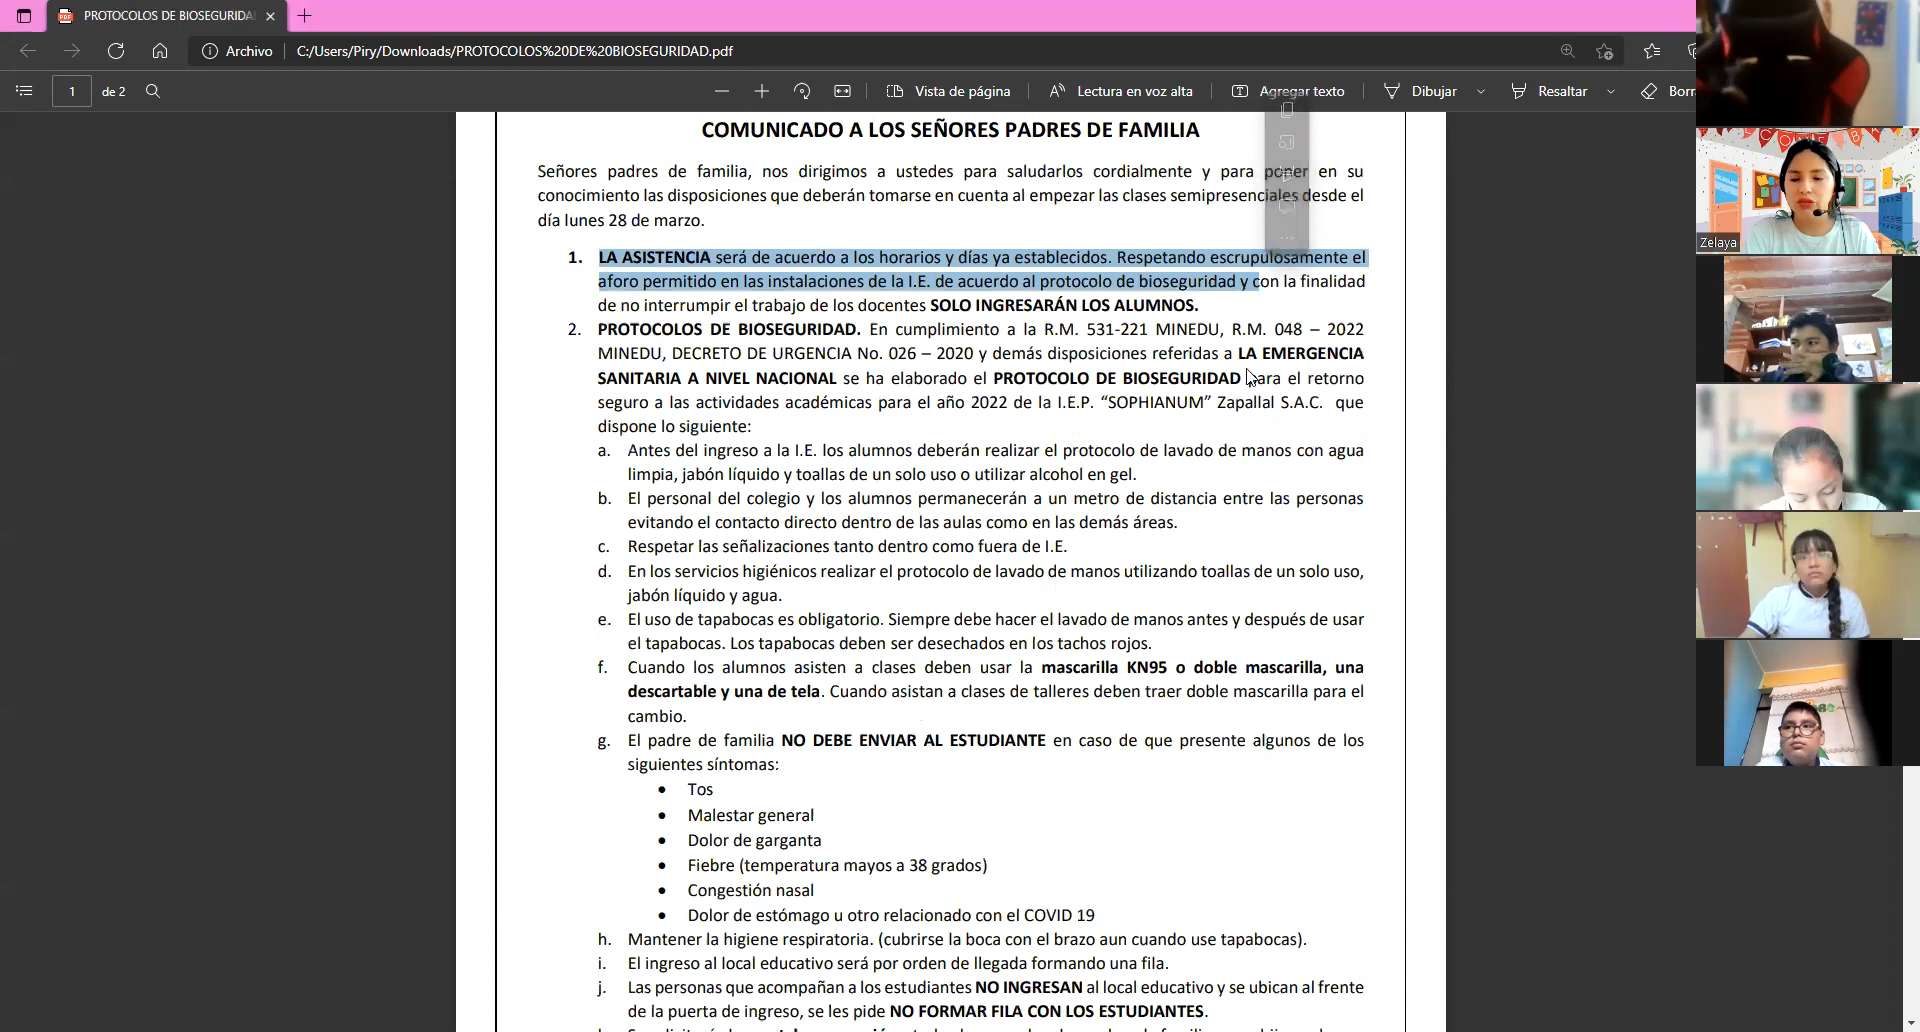 PROTOCOLOS DE BIOSEGURIDA
Archivo C:/Users/Piry/Downloads/PROTOCOLOS%20DE%20BIOSEGURIDAD.pdf
1 de 2 Vista de página Lectura en voz alta Agregar texto Dibujar Resaltar Borr
COMUNICADO A LOS SEÑORES PADRES DE FAMILIA
Señores padres de familia, nos dirigimos a ustedes para saludarlos cordialmente y para poner en su
conocimiento las disposiciones que deberán tomarse en cuenta al empezar las clases semipresenciales desde el
día lunes 28 de marzo.
1. LA ASISTENCIA será de acuerdo a los horarios y días ya establecidos. Respetando escrupulosamente el
aforo permitido en las instalaciones de la I.E. de acuerdo al protocolo de bioseguridad y con la finalidad
de no interrumpir el trabajo de los docentes SOLO INGRESARÁN LOS ALUMNOS.
2. PROTOCOLOS DE BIOSEGURIDAD. En cumplimiento a la R.M. 531-221 MINEDU, R.M. 048 – 2022
MINEDU, DECRETO DE URGENCIA No. 026 – 2020 y demás disposiciones referidas a LA EMERGENCIA
SANITARIA A NIVEL NACIONAL se ha elaborado el PROTOCOLO DE BIOSEGURIDAD para el retorno
seguro a las actividades académicas para el año 2022 de la I.E.P. “SOPHIANUM” Zapallal S.A.C. que
dispone lo siguiente:
a. Antes del ingreso a la I.E. los alumnos deberán realizar el protocolo de lavado de manos con agua
limpia, jabón líquido y toallas de un solo uso o utilizar alcohol en gel.
b. El personal del colegio y los alumnos permanecerán a un metro de distancia entre las personas
evitando el contacto directo dentro de las aulas como en las demás áreas.
c. Respetar las señalizaciones tanto dentro como fuera de I.E.
d. En los servicios higiénicos realizar el protocolo de lavado de manos utilizando toallas de un solo uso,
jabón líquido y agua.
e. El uso de tapabocas es obligatorio. Siempre debe hacer el lavado de manos antes y después de usar
el tapabocas. Los tapabocas deben ser desechados en los tachos rojos.
f. Cuando los alumnos asisten a clases deben usar la mascarilla KN95 o doble mascarilla, una
descartable y una de tela. Cuando asistan a clases de talleres deben traer doble mascarilla para el
cambio.
g. El padre de familia NO DEBE ENVIAR AL ESTUDIANTE en caso de que presente algunos de los
siguientes síntomas:
• Tos
• Malestar general
• Dolor de garganta
• Fiebre (temperatura mayos a 38 grados)
• Congestión nasal
• Dolor de estómago u otro relacionado con el COVID 19
h. Mantener la higiene respiratoria. (cubrirse la boca con el brazo aun cuando use tapabocas).
i. El ingreso al local educativo será por orden de llegada formando una fila.
j. Las personas que acompañan a los estudiantes NO INGRESAN al local educativo y se ubican al frente
de la puerta de ingreso, se les pide NO FORMAR FILA CON LOS ESTUDIANTES.
Zelaya